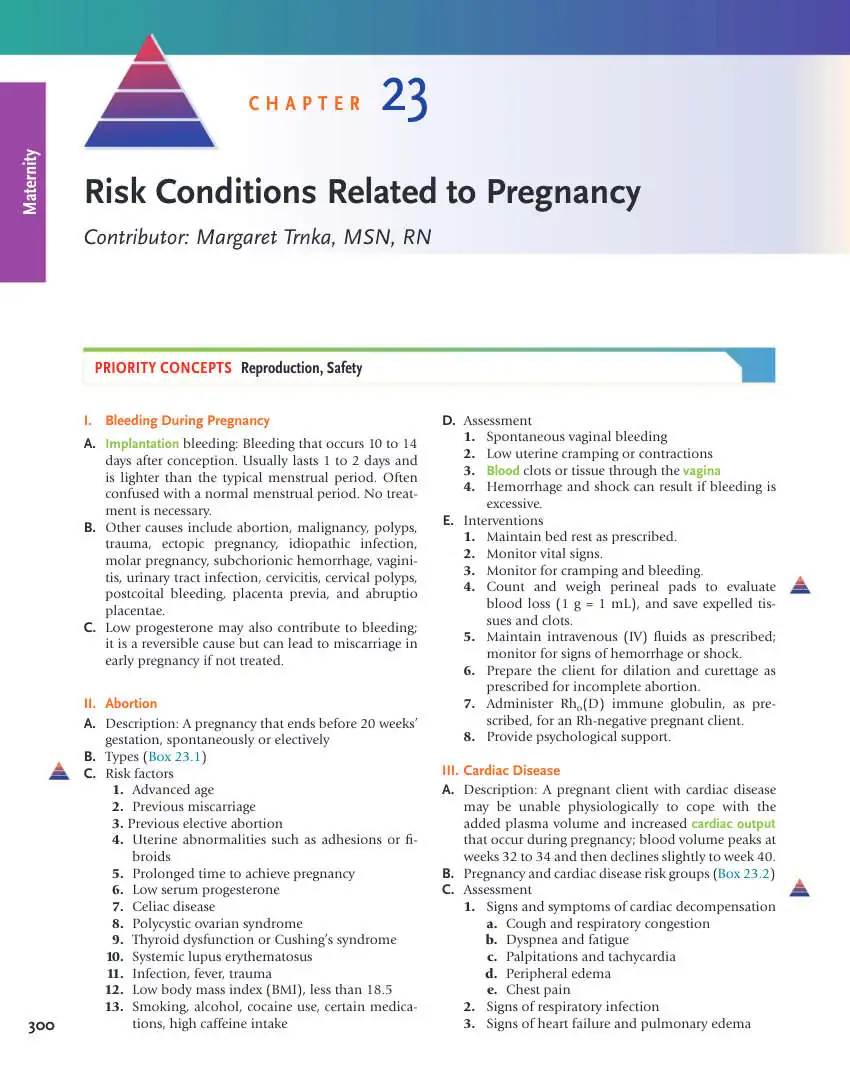 CHAPTER 23
Maternity
Risk Conditions Related to Pregnancy
Contributor: Margaret Trnka, MSN, RN
PRIORITY CONCEPTS Reproduction, Safety
I. Bleeding During Pregnancy
A. Implantation bleeding: Bleeding that occurs 10 to 14
days after conception. Usually lasts 1 to 2 days and
is lighter than the typical menstrual period. Often
confused with a normal menstrual period. No treat-
ment is necessary.
B. Other causes include abortion, malignancy, polyps,
trauma, ectopic pregnancy, idiopathic infection,
molar pregnancy, subchorionic hemorrhage, vagini-
tis, urinary tract infection, cervicitis, cervical polyps,
postcoital bleeding, placenta previa, and abruptio
placentae.
C. Low progesterone may also contribute to bleeding;
it is a reversible cause but can lead to miscarriage in
early pregnancy if not treated.
II. Abortion
A. Description: A pregnancy that ends before 20 weeks'
gestation, spontaneously or electively
B. Types (Box 23.1)
C. Risk factors
1. Advanced age
2. Previous miscarriage
3. Previous elective abortion
4. Uterine abnormalities such as adhesions or fi-
broids
5. Prolonged time to achieve pregnancy
6. Low serum progesterone
7. Celiac disease
8. Polycystic ovarian syndrome
9. Thyroid dysfunction or Cushing's syndrome
10. Systemic lupus erythematosus
11. Infection, fever, trauma
12. Low body mass index (BMI), less than 18.5
13. Smoking, alcohol, cocaine use, certain medica-
tions, high caffeine intake
D. Assessment
1. Spontaneous vaginal bleeding
2. Low uterine cramping or contractions
3. Blood clots or tissue through the vagina
4. Hemorrhage and shock can result if bleeding is
excessive.
E. Interventions
1. Maintain bed rest as prescribed.
2. Monitor vital signs.
3. Monitor for cramping and bleeding.
4. Count and weigh perineal pads to evaluate
blood loss (1 g = 1 mL), and save expelled tis-
sues and clots.
5. Maintain intravenous (IV) fluids as prescribed;
monitor for signs of hemorrhage or shock.
6. Prepare the client for dilation and curettage as
prescribed for incomplete abortion.
7. Administer Rho(D) immune globulin, as pre-
scribed, for an Rh-negative pregnant client.
8. Provide psychological support.
III. Cardiac Disease
A. Description: A pregnant client with cardiac disease
may be unable physiologically to cope with the
added plasma volume and increased cardiac output
that occur during pregnancy; blood volume peaks at
weeks 32 to 34 and then declines slightly to week 40.
B. Pregnancy and cardiac disease risk groups (Box 23.2)
C. Assessment
1. Signs and symptoms of cardiac decompensation
a. Cough and respiratory congestion
b. Dyspnea and fatigue
c. Palpitations and tachycardia
d. Peripheral edema
e. Chest pain
2. Signs of respiratory infection
3. Signs of heart failure and pulmonary edema
300